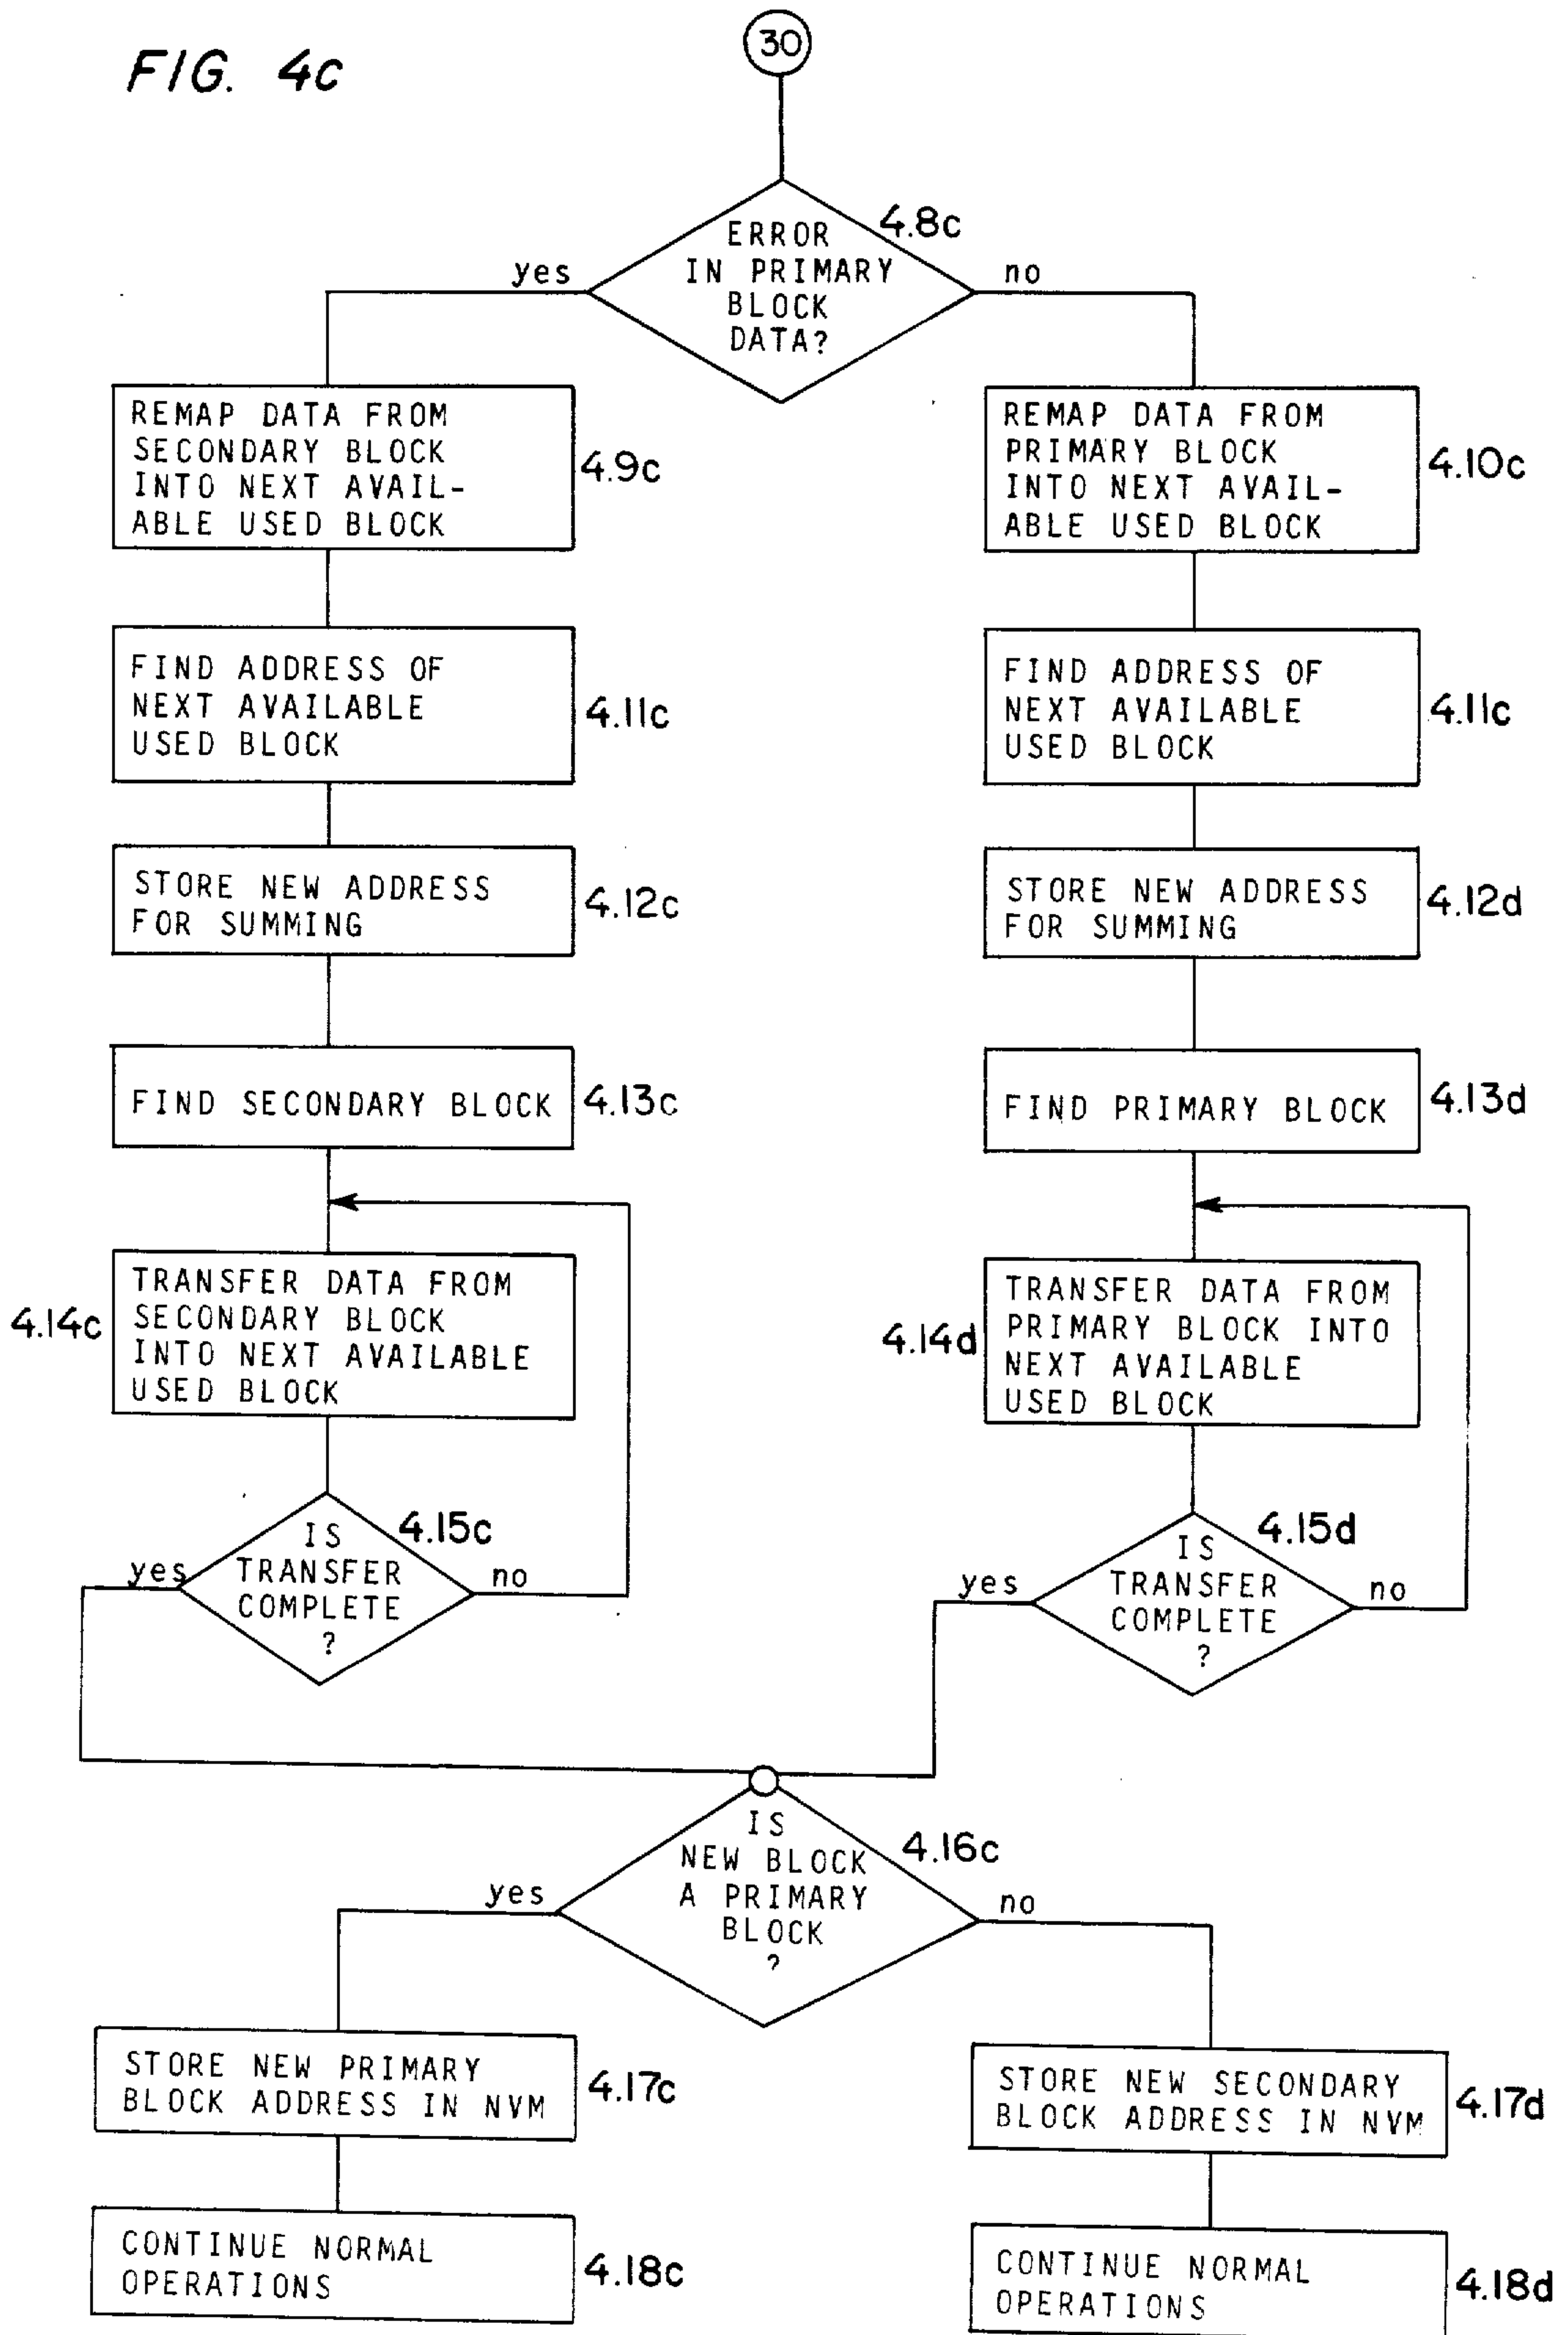 FIG. 4c
30
ERROR
IN PRIMARY
BLOCK
DATA?
4.8c
yes
no
REMAP DATA FROM
SECONDARY BLOCK
INTO NEXT AVAIL-
ABLE USED BLOCK
4.9c
REMAP DATA FROM
PRIMARY BLOCK
INTO NEXT AVAIL-
ABLE USED BLOCK
4.10c
FIND ADDRESS OF
NEXT AVAILABLE
USED BLOCK
4.11c
FIND ADDRESS OF
NEXT AVAILABLE
USED BLOCK
4.11c
STORE NEW ADDRESS
FOR SUMMING
4.12c
STORE NEW ADDRESS
FOR SUMMING
4.12d
FIND SECONDARY BLOCK
4.13c
FIND PRIMARY BLOCK
4.13d
4.14c
TRANSFER DATA FROM
SECONDARY BLOCK
INTO NEXT AVAILABLE
USED BLOCK
4.14d
TRANSFER DATA FROM
PRIMARY BLOCK INTO
NEXT AVAILABLE
USED BLOCK
IS
TRANSFER
COMPLETE
?
4.15c
yes
no
IS
TRANSFER
COMPLETE
?
4.15d
yes
no
IS
NEW BLOCK
A PRIMARY
BLOCK
?
4.16c
yes
no
STORE NEW PRIMARY
BLOCK ADDRESS IN NVM
4.17c
STORE NEW SECONDARY
BLOCK ADDRESS IN NVM
4.17d
CONTINUE NORMAL
OPERATIONS
4.18c
CONTINUE NORMAL
OPERATIONS
4.18d